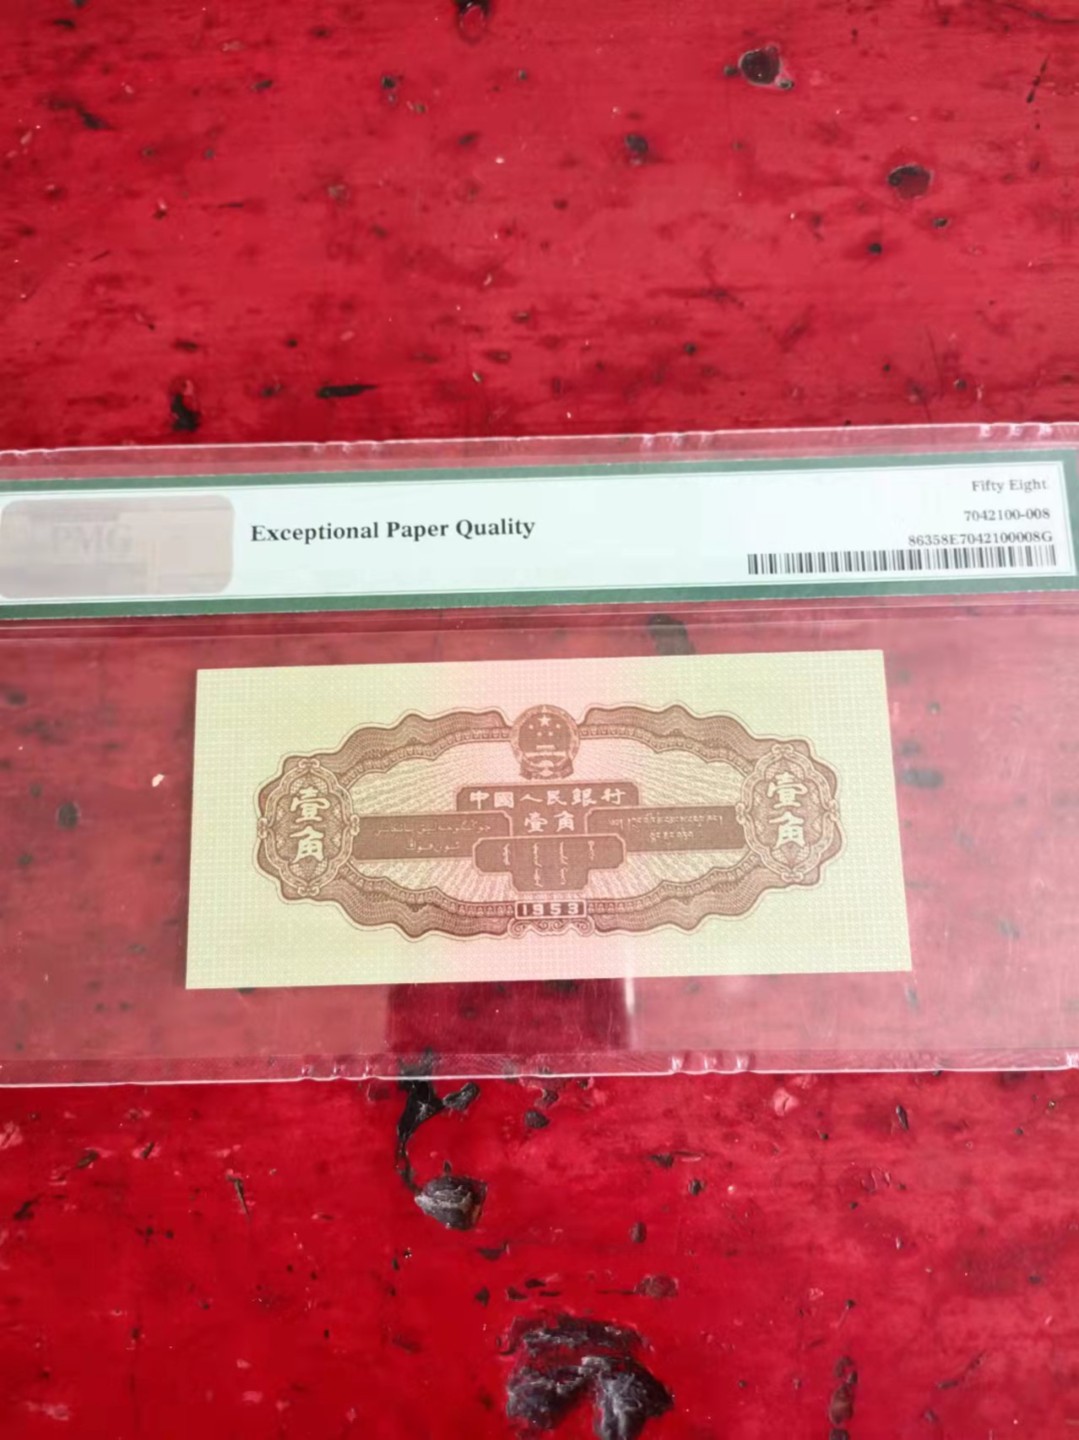 Fifty Eight
7042100-008
86358E7042100008G
PMG
Exceptional Paper Quality
中國人民銀行
壹角
壹角
壹角
1953